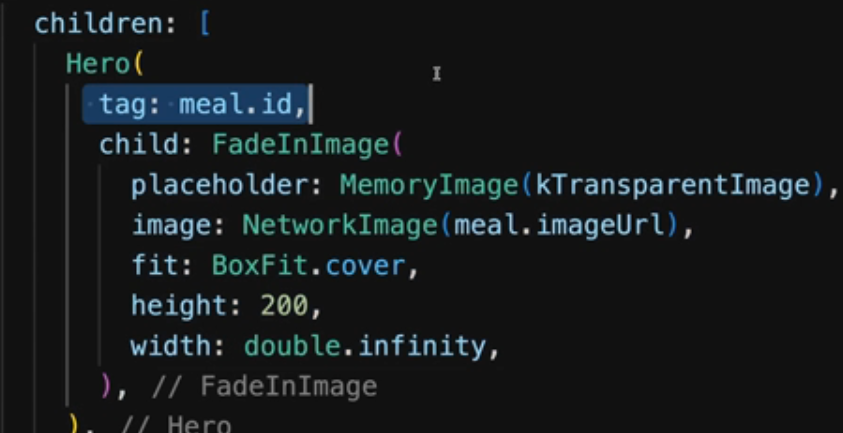 children: [
Hero(
tag: meal.id,
child: FadeInImage(
placeholder: MemoryImage(kTransparentImage),
image: NetworkImage(meal.imageUrl),
fit: BoxFit.cover,
height: 200,
width: double.infinity,
), // FadeInImage
), // Hero